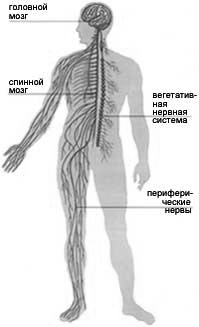 головной
мозг
спинной
мозг
вегетатив-
ная
нервная
система
перифери-
ческие
нервы